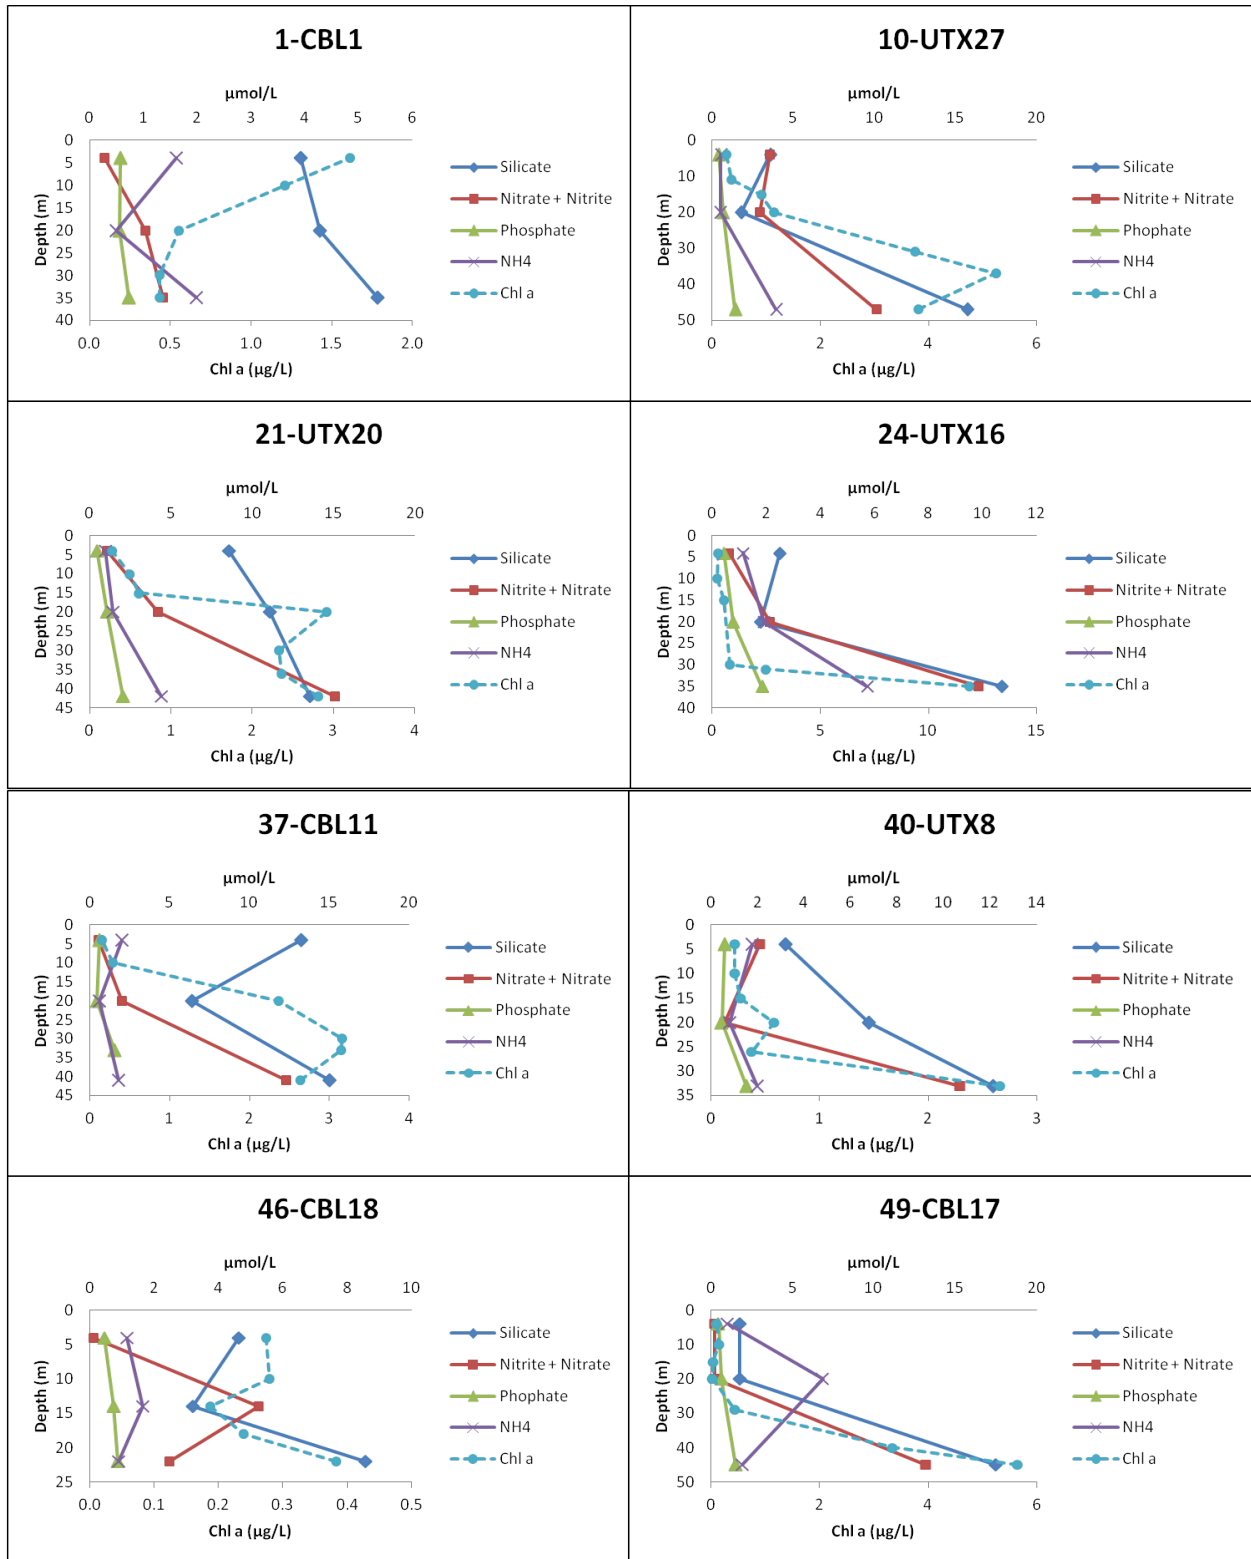 1-CBL1
μmol/L
0 1 2 3 4 5 6
0
5
10
15
20
25
30
35
40
Depth (m)
0.0 0.5 1.0 1.5 2.0
Chl a (μg/L)
Silicate
Nitrate + Nitrite
Phosphate
NH4
Chl a
10-UTX27
μmol/L
0 5 10 15 20
0
10
20
30
40
50
Depth (m)
0 2 4 6
Chl a (μg/L)
Silicate
Nitrite + Nitrate
Phosphate
NH4
Chl a
21-UTX20
μmol/L
0 5 10 15 20
0
5
10
15
20
25
30
35
40
45
Depth (m)
0 1 2 3 4
Chl a (μg/L)
Silicate
Nitrite + Nitrate
Phosphate
NH4
Chl a
24-UTX16
μmol/L
0 2 4 6 8 10 12
0
5
10
15
20
25
30
35
40
Depth (m)
0 5 10 15
Chl a (μg/L)
Silicate
Nitrite + Nitrate
Phosphate
NH4
Chl a
37-CBL11
μmol/L
0 5 10 15 20
0
5
10
15
20
25
30
35
40
45
Depth (m)
0 1 2 3 4
Chl a (μg/L)
Silicate
Nitrate + Nitrate
Phosphate
NH4
Chl a
40-UTX8
μmol/L
0 2 4 6 8 10 12 14
0
5
10
15
20
25
30
35
Depth (m)
0 1 2 3
Chl a (μg/L)
Silicate
Nitrite + Nitrate
Phosphate
NH4
Chl a
46-CBL18
μmol/L
0 2 4 6 8 10
0
5
10
15
20
25
Depth (m)
0.0 0.1 0.2 0.3 0.4 0.5
Chl a (μg/L)
Silicate
Nitrite + Nitrate
Phophate
NH4
Chl a
49-CBL17
μmol/L
0 5 10 15 20
0
10
20
30
40
50
Depth (m)
0 2 4 6
Chl a (μg/L)
Silicate
Nitrite + Nitrate
Phosphate
NH4
Chl a